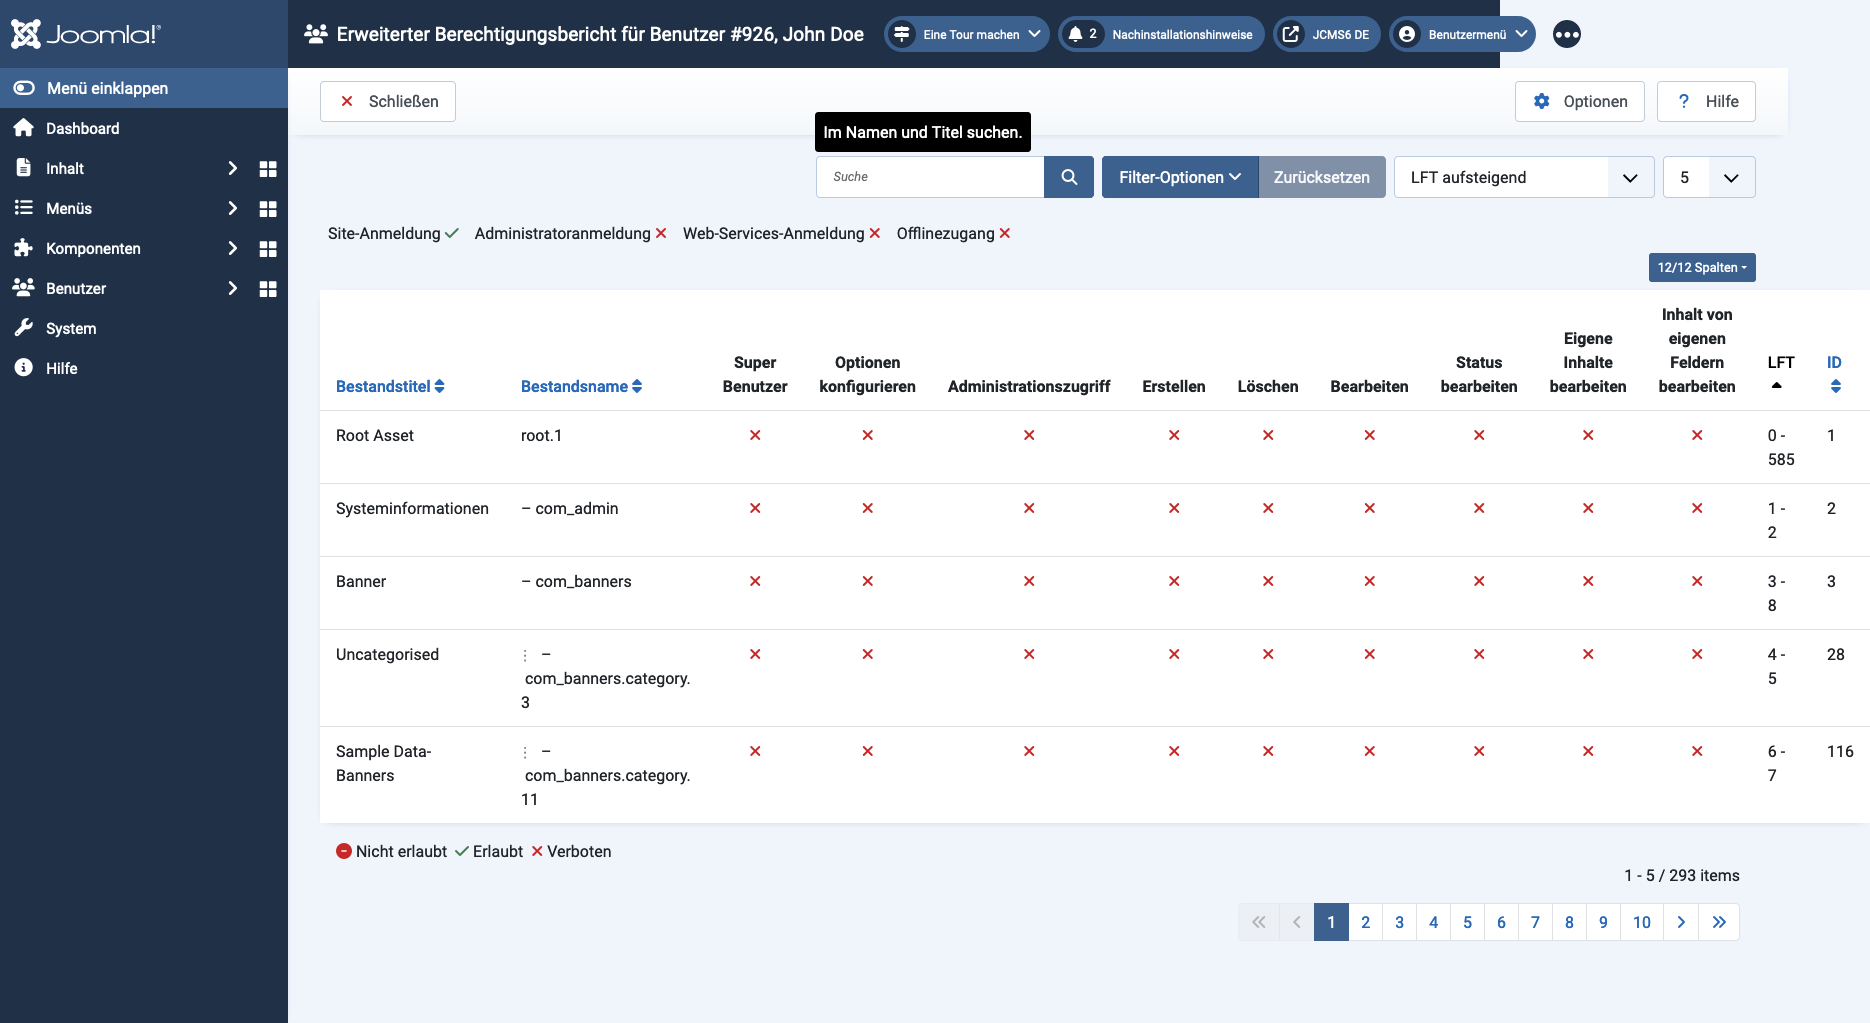 Joomla!
Erweiterter Berechtigungsbericht für Benutzer #926, John Doe
Eine Tour machen
2 Nachinstallationshinweise
JCMS6 DE
Benutzermenü
Menü einklappen
Dashboard
Inhalt
Menüs
Komponenten
Benutzer
System
Hilfe
Schließen
Optionen
? Hilfe
Im Namen und Titel suchen.
Suche
Filter-Optionen
Zurücksetzen
LFT aufsteigend
5
Site-Anmeldung
Administratoranmeldung
Web-Services-Anmeldung
Offlinezugang
12/12 Spalten
Bestandstitel
Bestandsname
Super
Benutzer
Optionen
konfigurieren
Administrationszugriff
Erstellen
Löschen
Bearbeiten
Status
bearbeiten
Eigene
Inhalte
bearbeiten
Inhalt von
eigenen
Feldern
bearbeiten
LFT
ID
Root Asset
root.1
0 -
585
1
Systeminformationen
– com_admin
1 -
2
2
Banner
– com_banners
3 -
8
3
Uncategorised
⋮ –
com_banners.category.
3
4 -
5
28
Sample Data-
Banners
⋮ –
com_banners.category.
11
6 -
7
116
Nicht erlaubt
Erlaubt
Verboten
1 - 5 / 293 items
1 2 3 4 5 6 7 8 9 10